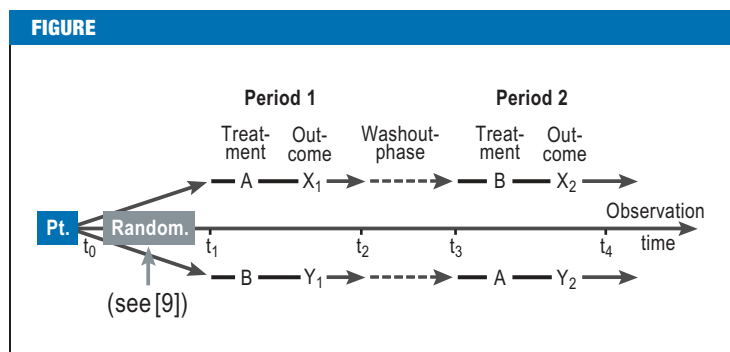 FIGURE
Period 1 Period 2
Treat- Out- Washout- Treat- Out-
ment come phase ment come
A X₁ B X₂
Observation
Pt. Random.
t₀ t₁ t₂ t₃ t₄ time
B Y₁ A Y₂
(see [9])